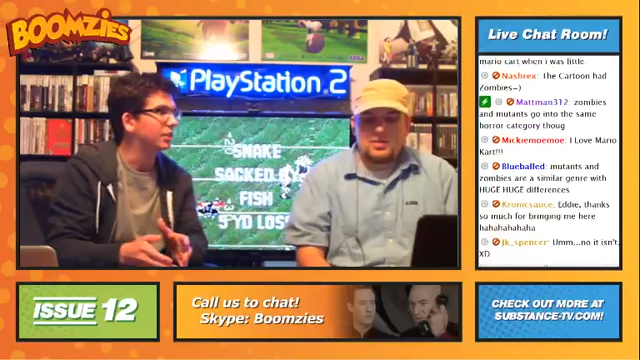 BOOMZIES
PlayStation.2
SNAKE
SACKED
FISH
5 YD LOSS
Live Chat Room!
mario cart when i was little
Nashrex: The Cartoon had
Zombies~)
Mattman312: zombies
and mutants go into the same
horror category thoug
Mickiemoemoe: I Love Mario
Kart!!!
Blueballed: mutants and
zombies are a similar genre with
HUGE HUGE differences
Kronicsauce: Eddie, thanks
so much for bringing me here
hahahahaha
Jk_spencer: Umm...no it isn't.
XD
ISSUE 12
Call us to chat!
Skype: Boomzies
CHECK OUT MORE AT
SUBSTANCE-TV.COM!